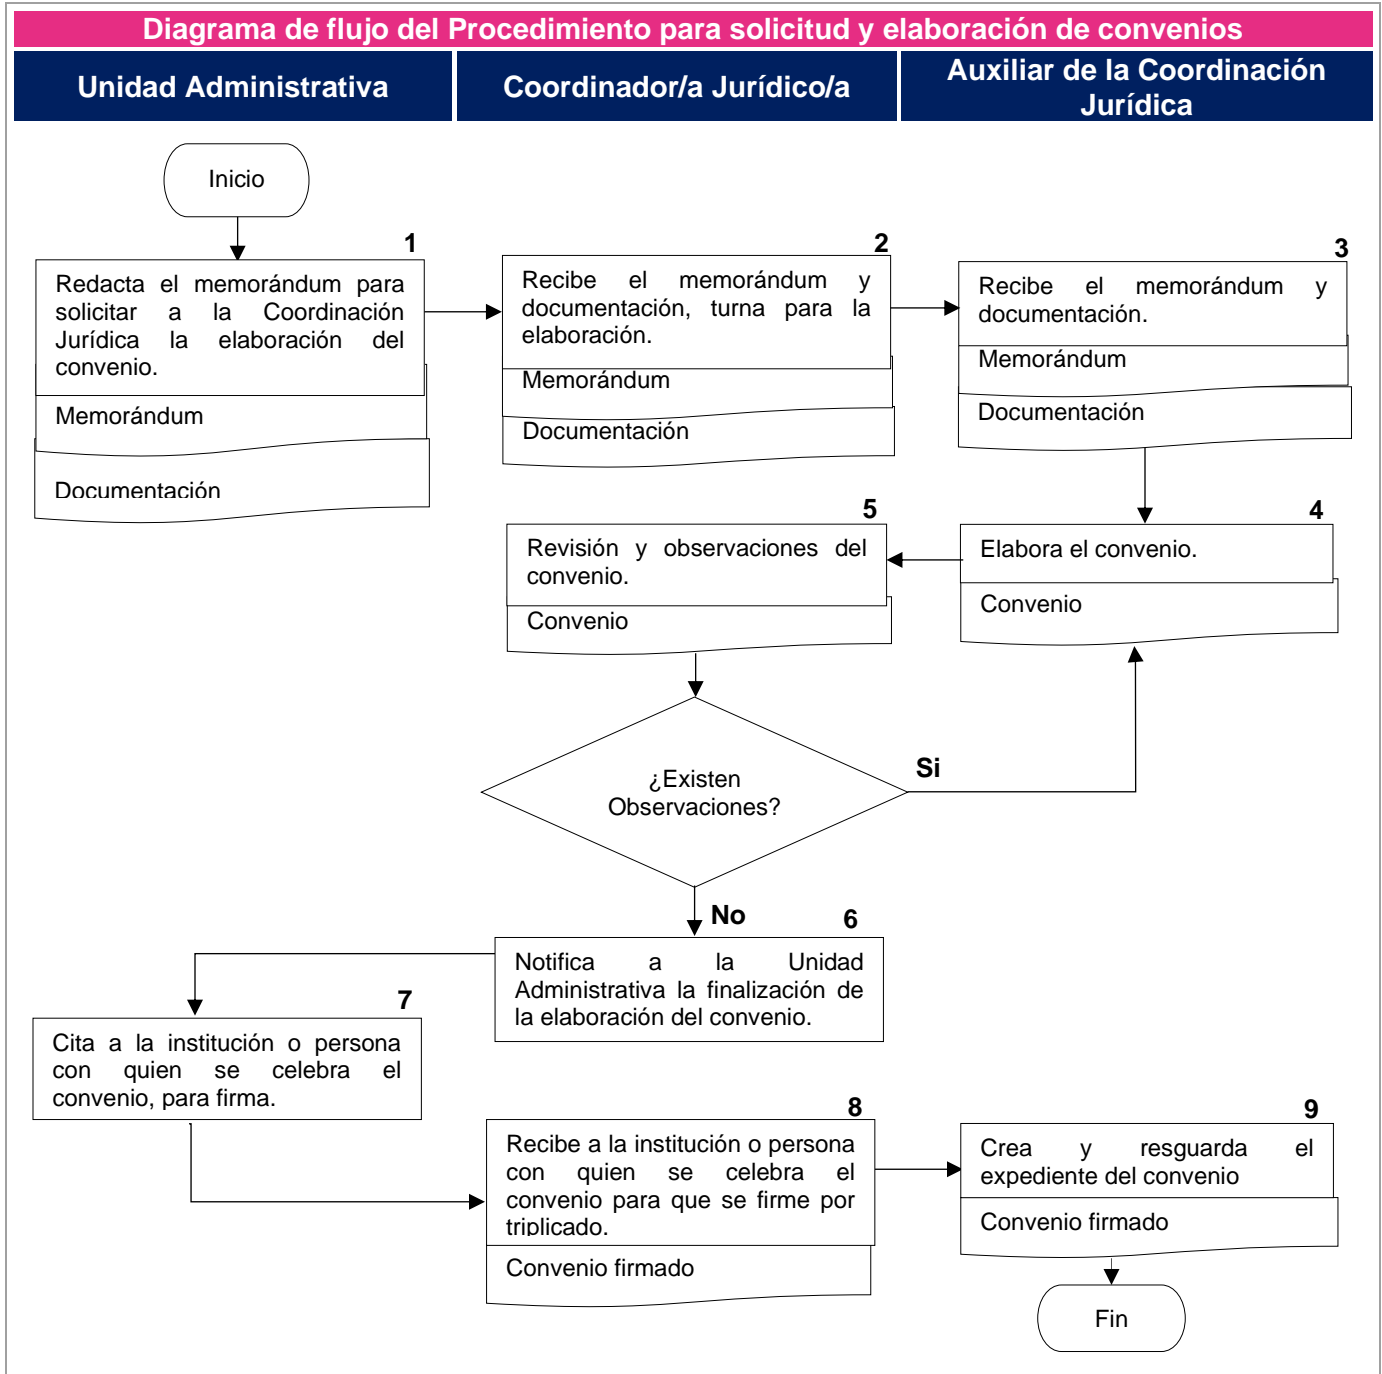 Diagrama de flujo del Procedimiento para solicitud y elaboración de convenios
Unidad Administrativa
Coordinador/a Jurídico/a
Auxiliar de la Coordinación
Jurídica
Inicio
1
Redacta el memorándum para
solicitar a la Coordinación
Jurídica la elaboración del
convenio.
Memorándum
Documentación
2
Recibe el memorándum y
documentación, turna para la
elaboración.
Memorándum
Documentación
3
Recibe el memorándum y
documentación.
Memorándum
Documentación
4
Elabora el convenio.
Convenio
5
Revisión y observaciones del
convenio.
Convenio
¿Existen
Observaciones?
Si
No
6
Notifica a la Unidad
Administrativa la finalización de
la elaboración del convenio.
7
Cita a la institución o persona
con quien se celebra el
convenio, para firma.
8
Recibe a la institución o persona
con quien se celebra el
convenio para que se firme por
triplicado.
Convenio firmado
9
Crea y resguarda el
expediente del convenio
Convenio firmado
Fin